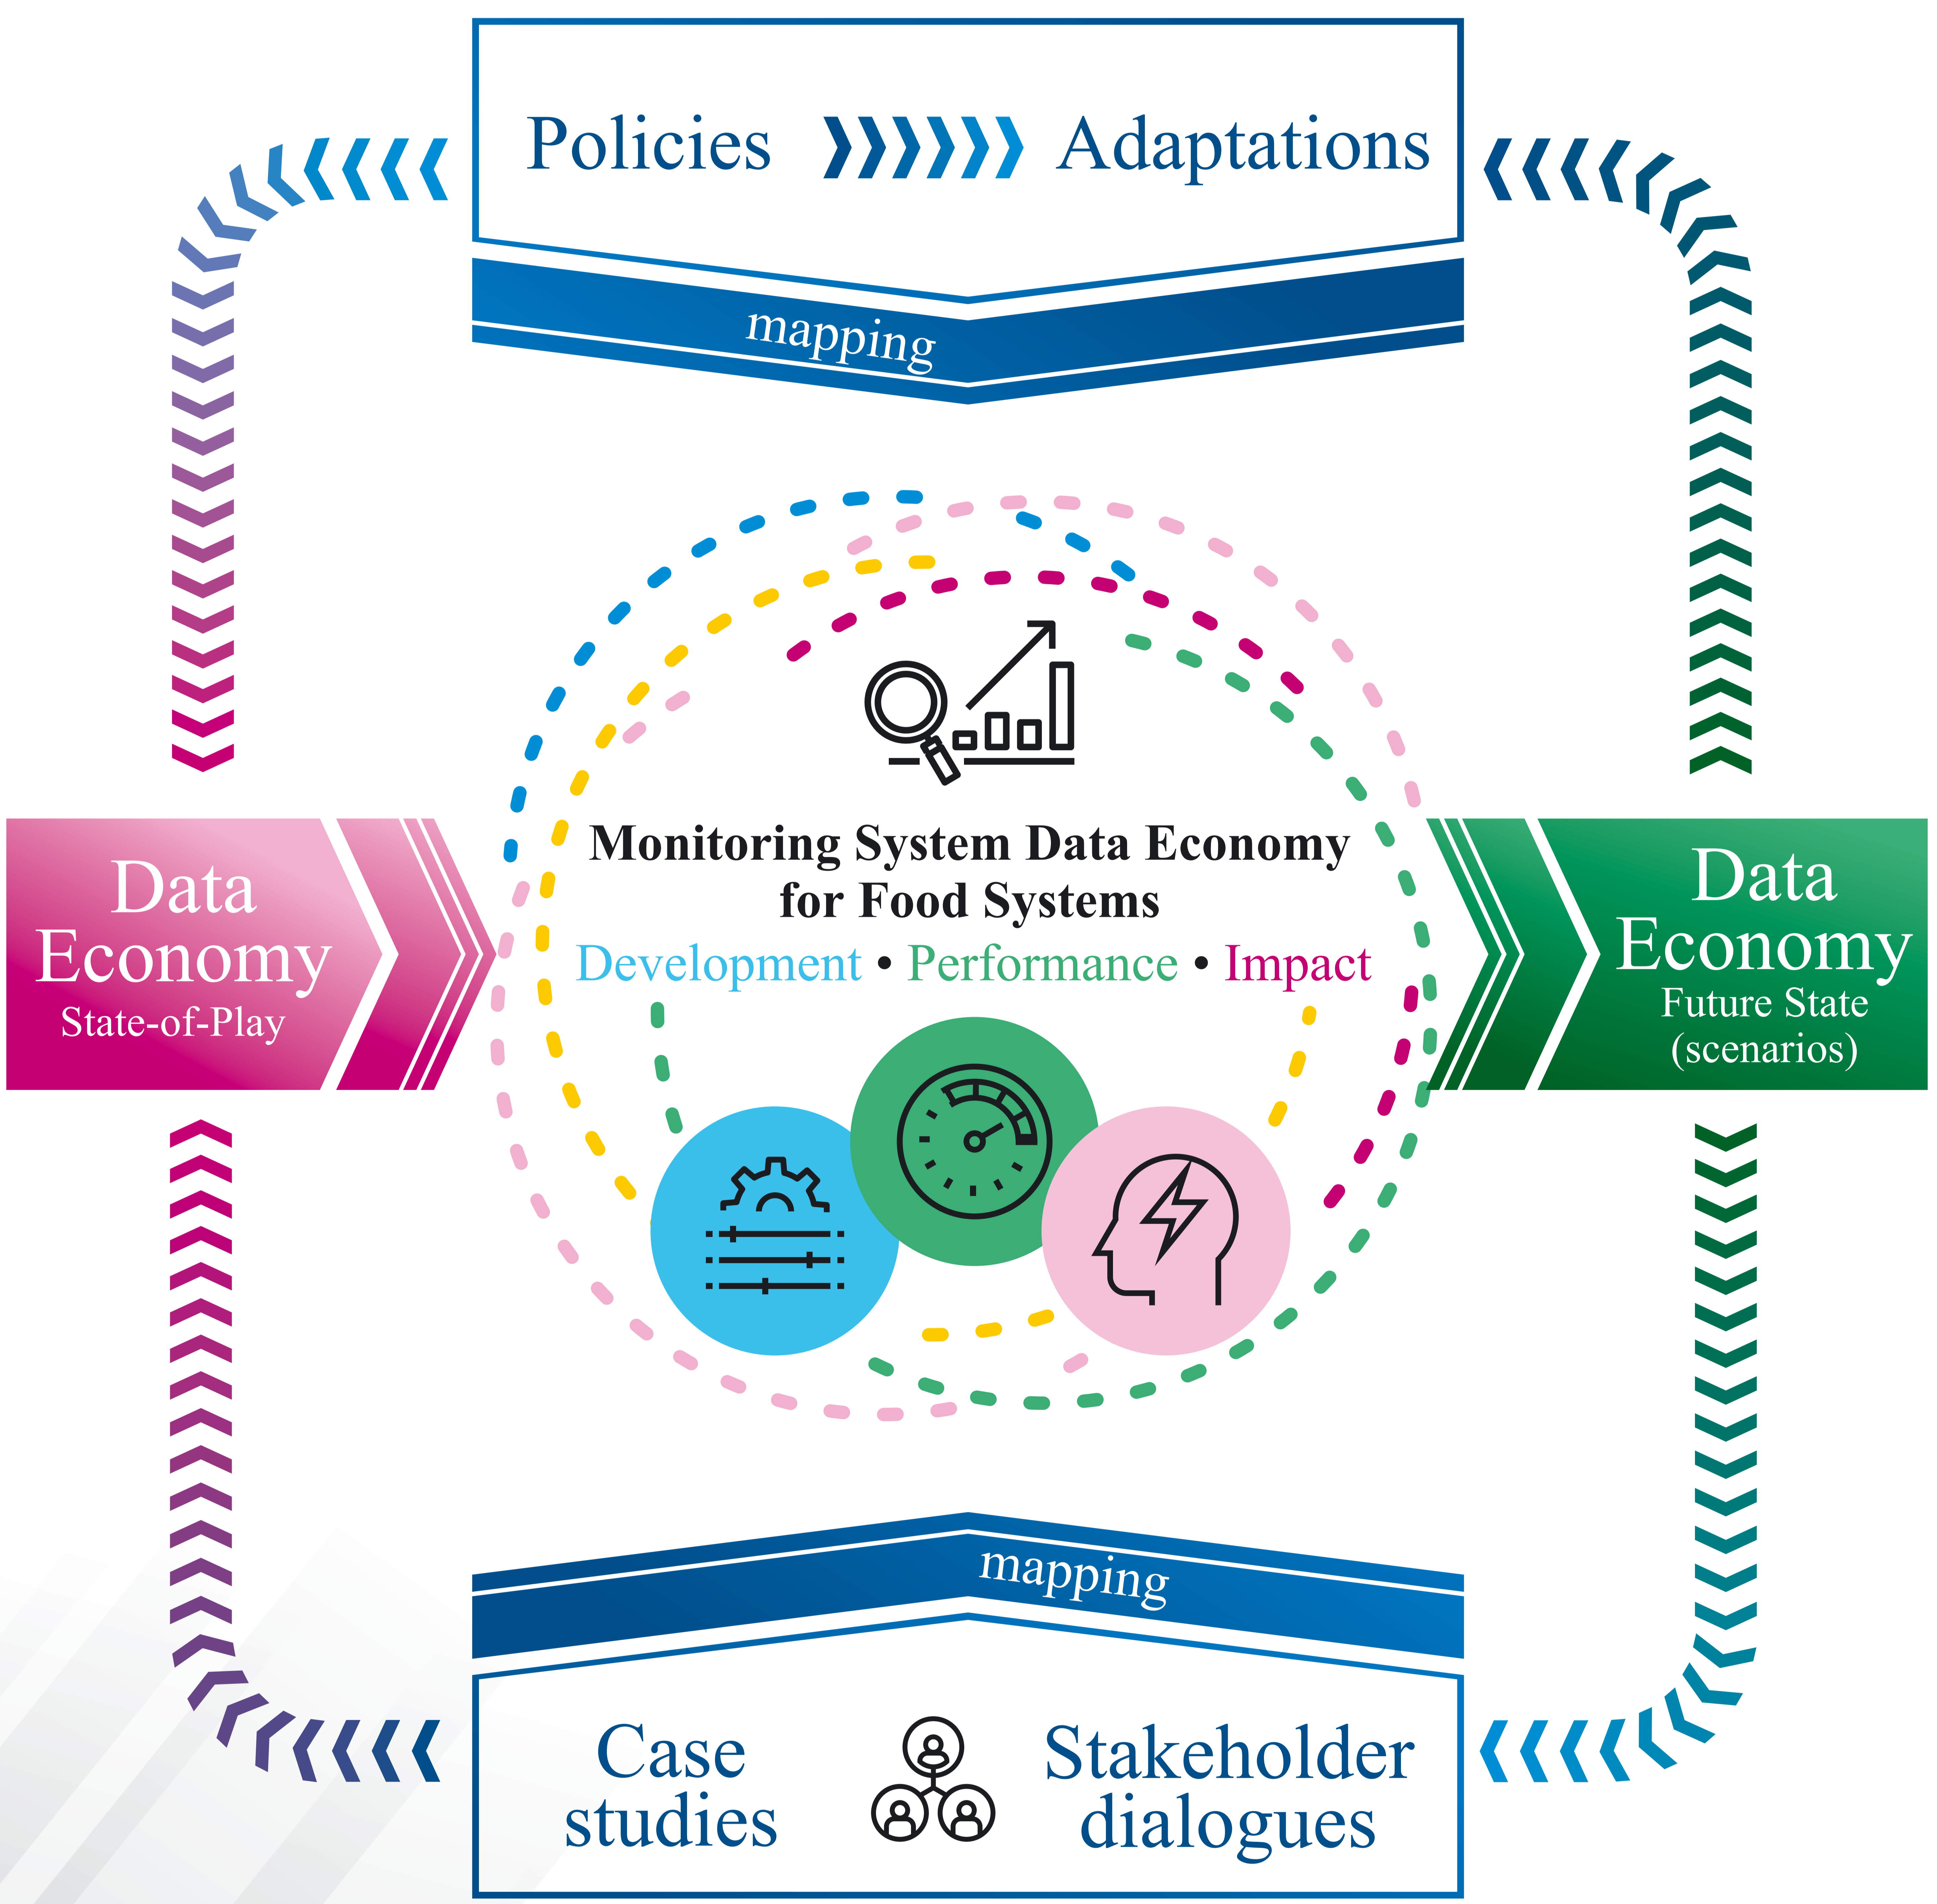 Policies
Adaptations
mapping
Monitoring System Data Economy
for Food Systems
Development • Performance • Impact
Data
Economy
State-of-Play
Data
Economy
Future State
(scenarios)
mapping
Case
studies
Stakeholder
dialogues